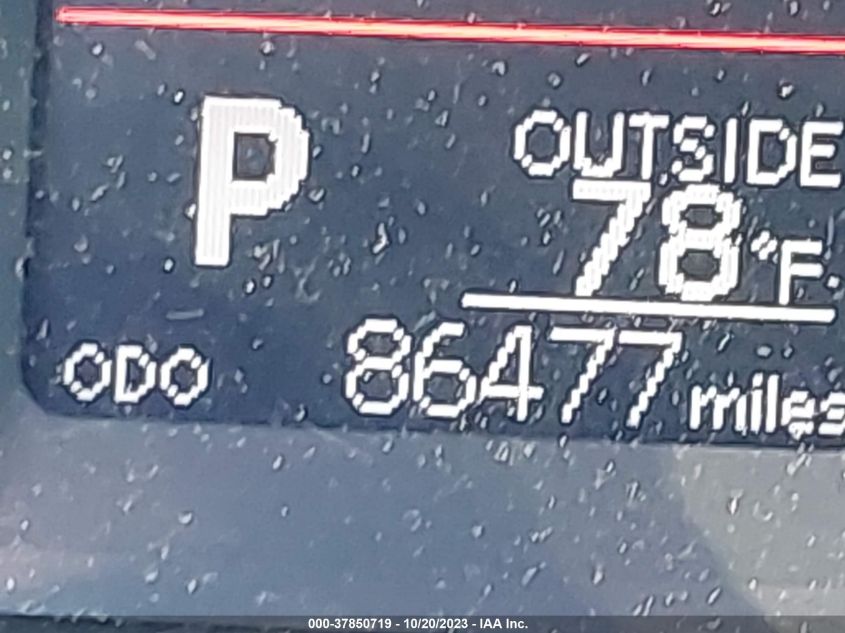 P
OUTSIDE
78°F
ODO 86477 miles
000-37850719 - 10/20/2023 - IAA Inc.